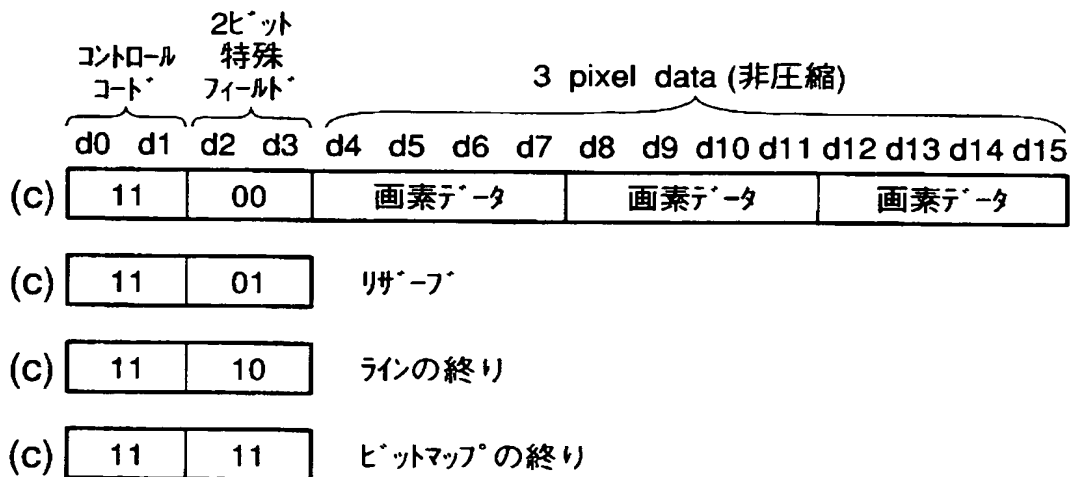 2ビット
コントロール 特殊
コード フィールド 3 pixel data (非圧縮)
d0 d1 d2 d3 d4 d5 d6 d7 d8 d9 d10 d11 d12 d13 d14 d15
(c) 11 00 画素データ 画素データ 画素データ
(c) 11 01 リザーブ
(c) 11 10 ラインの終り
(c) 11 11 ビットマップの終り